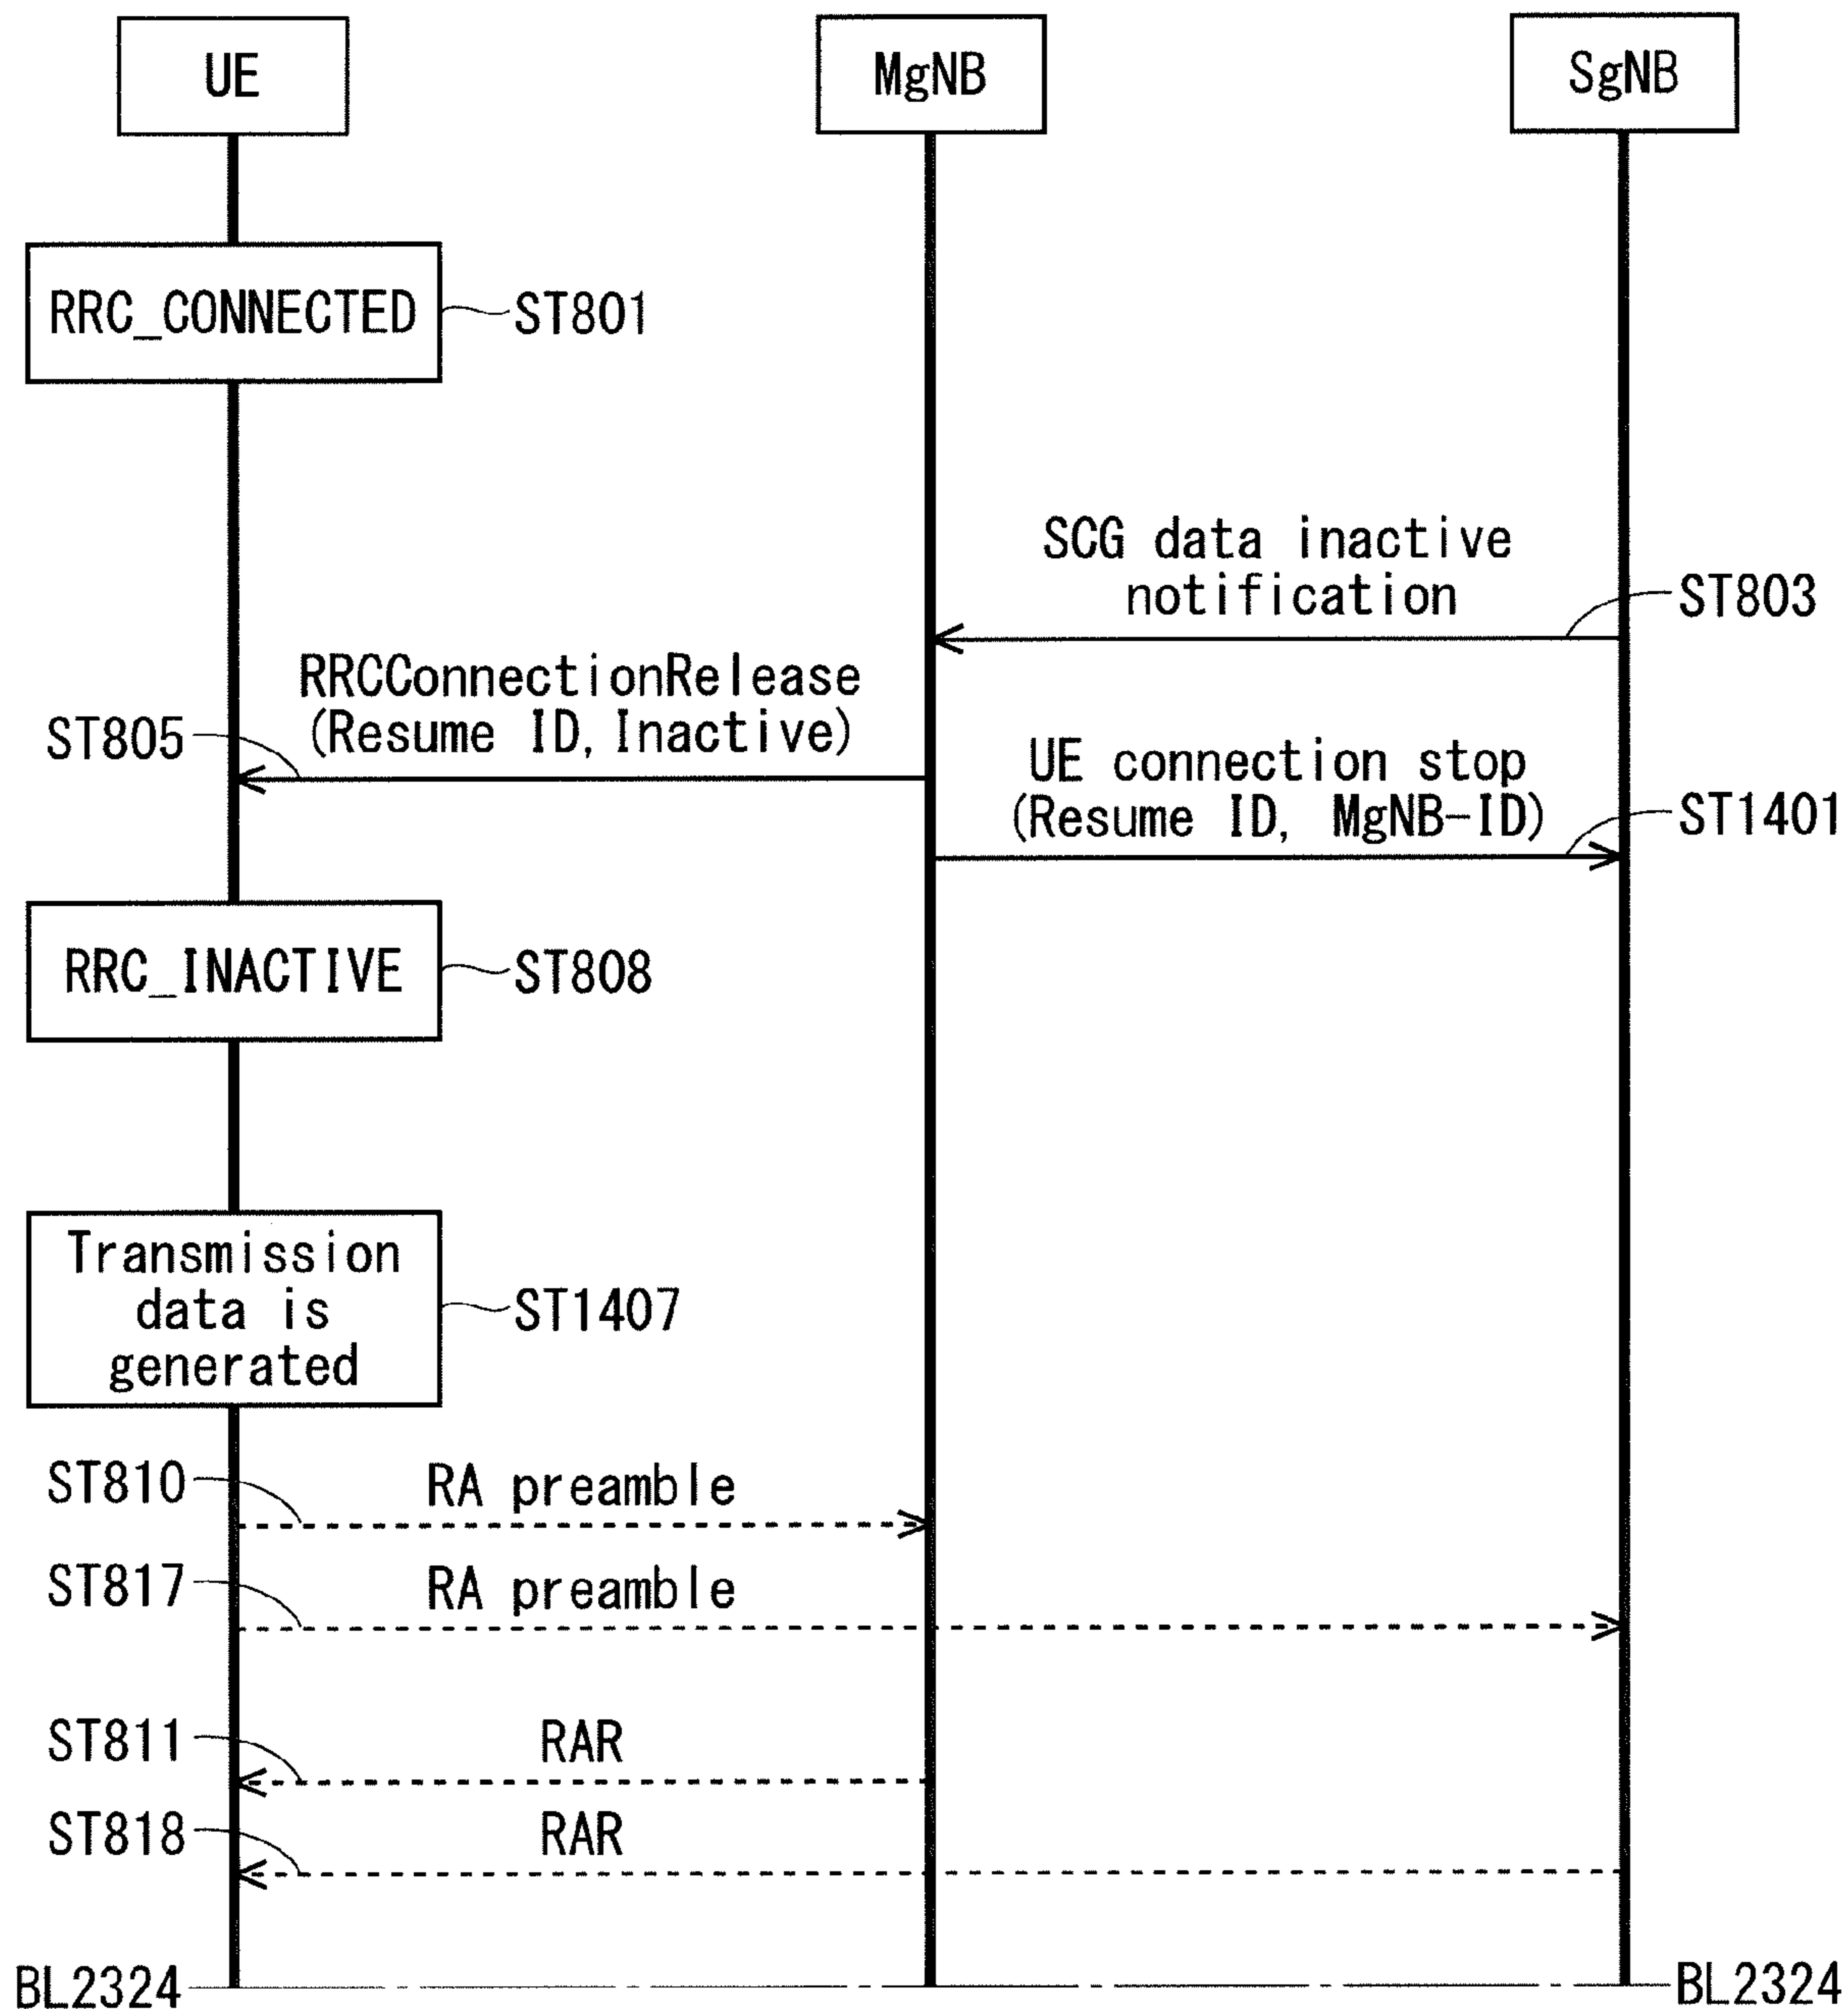 UE
MgNB
SgNB
RRC_CONNECTED
ST801
SCG data inactive
notification
ST803
RRCConnectionRelease
(Resume ID, Inactive)
ST805
UE connection stop
(Resume ID, MgNB-ID)
ST1401
RRC_INACTIVE
ST808
Transmission
data is
generated
ST1407
ST810
RA preamble
ST817
RA preamble
ST811
RAR
ST818
RAR
BL2324
BL2324